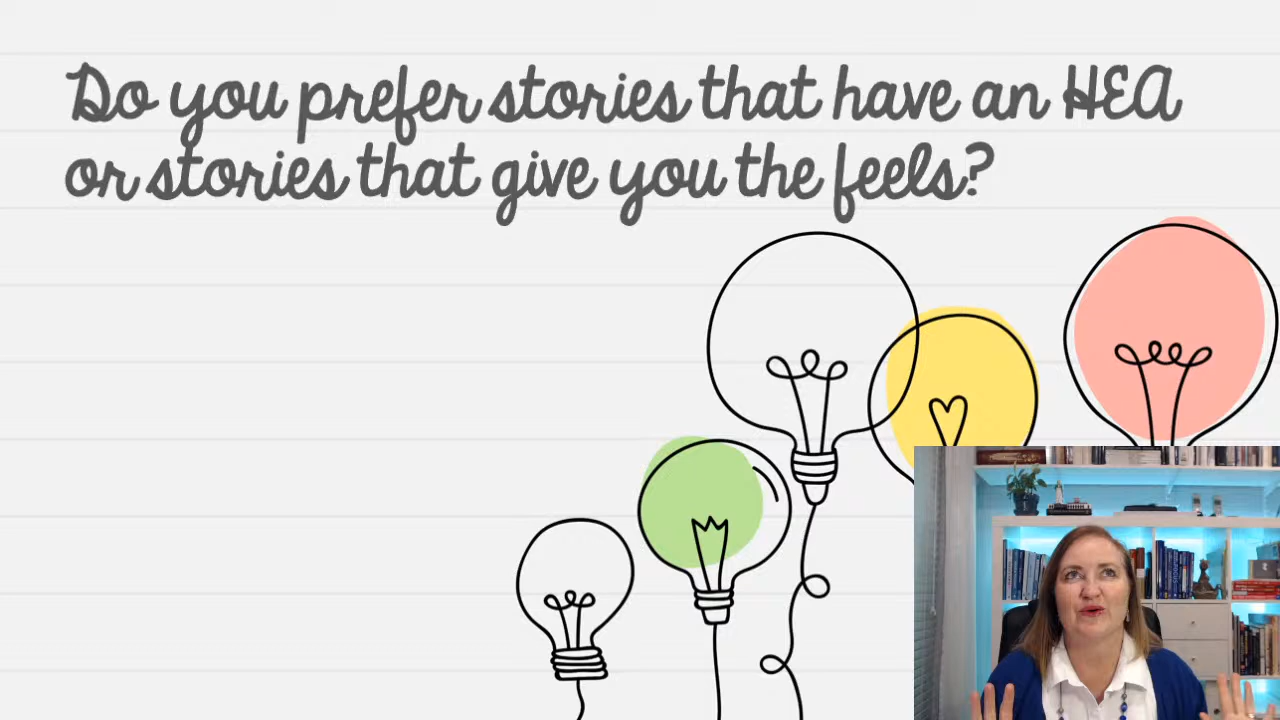 Do you prefer stories that have an HEA
or stories that give you the feels?